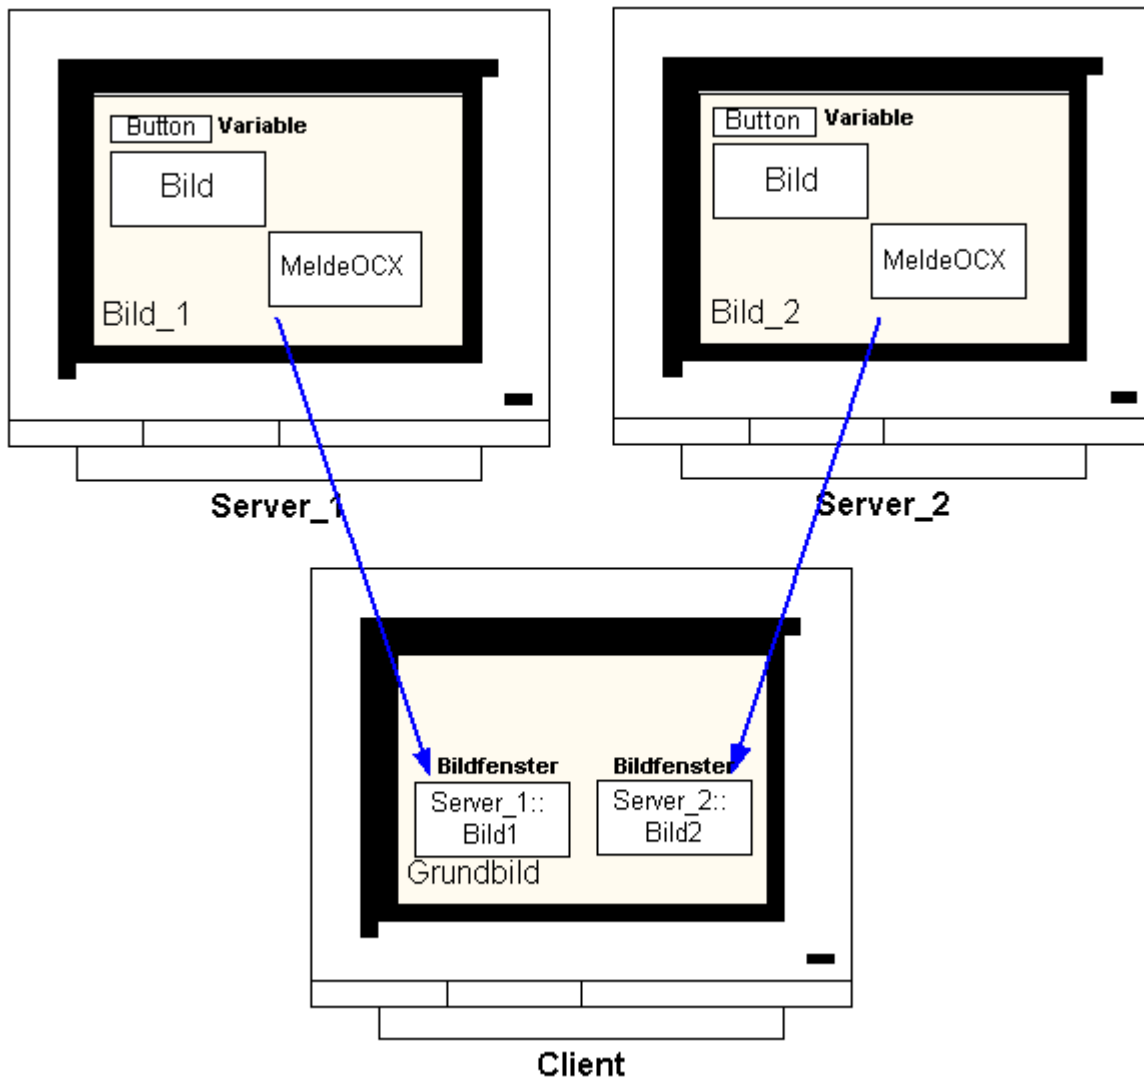 Button Variable
Bild
MeldeOCX
Bild_1
Server_1
Button Variable
Bild
MeldeOCX
Bild_2
Server_2
Bildfenster Bildfenster
Server_1::
Bild1
Server_2::
Bild2
Grundbild
Client